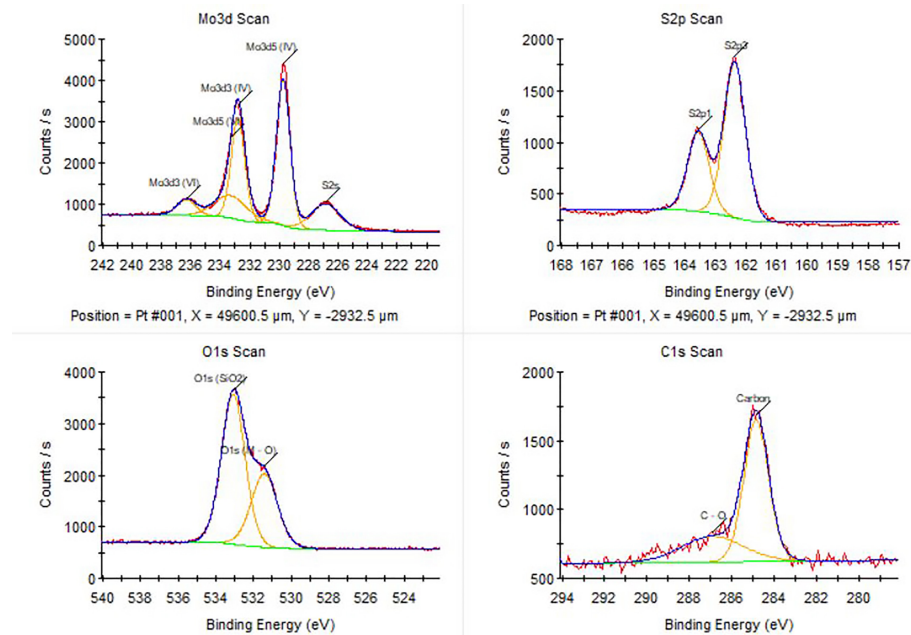 Mo3d Scan
Counts / s
5000
4000
3000
2000
1000
0
Mo3d5 (IV)
Mo3d3 (IV)
Mo3d5 (
Mo3d3 (VI)
S2s
242 240 238 236 234 232 230 228 226 224 222 220
Binding Energy (eV)
Position = Pt #001, X = 49600.5 µm, Y = -2932.5 µm
S2p Scan
Counts / s
2000
1500
1000
500
0
S2p3
S2p1
168 167 166 165 164 163 162 161 160 159 158 157
Binding Energy (eV)
Position = Pt #001, X = 49600.5 µm, Y = -2932.5 µm
O1s Scan
Counts / s
4000
3000
2000
1000
0
O1s (SiO2)
O1s ( - O)
540 538 536 534 532 530 528 526 524
Binding Energy (eV)
C1s Scan
Counts / s
2000
1500
1000
500
Carbon
C - O
294 292 290 288 286 284 282 280
Binding Energy (eV)